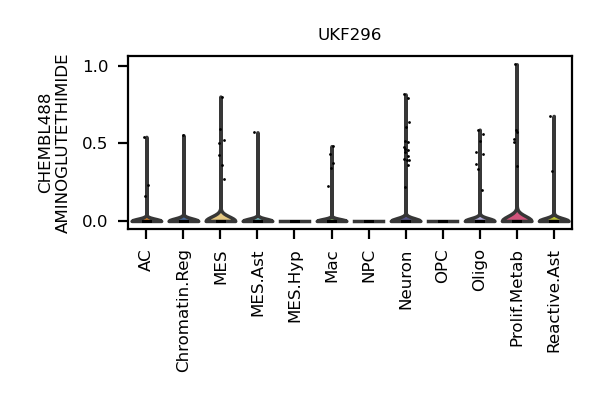 UKF296
CHEMBL488
AMINOGLUTETHIMIDE
1.0
0.5
0.0
AC
Chromatin.Reg
MES
MES.Ast
MES.Hyp
Mac
NPC
Neuron
OPC
Oligo
Prolif.Metab
Reactive.Ast